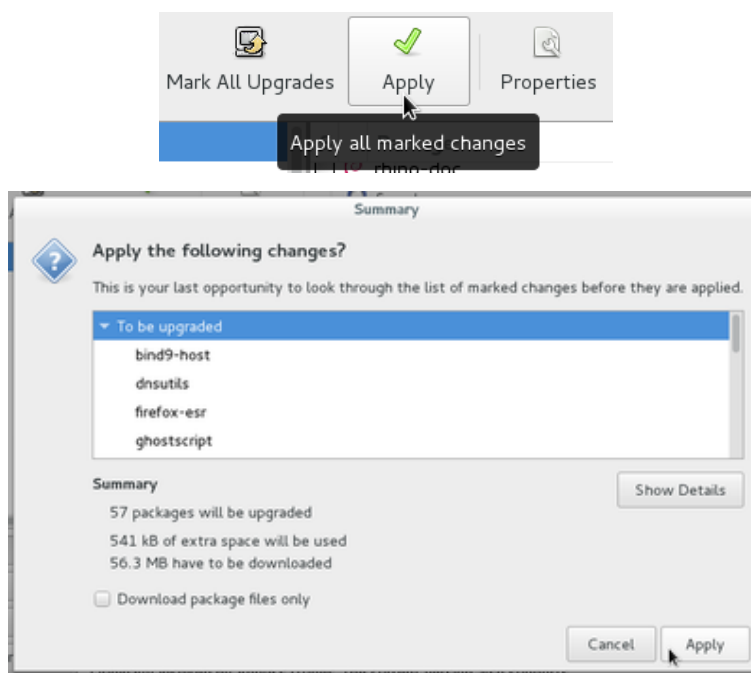 Mark All Upgrades
Apply
Properties
Apply all marked changes
rhino-doc
Summary
Apply the following changes?
This is your last opportunity to look through the list of marked changes before they are applied.
To be upgraded
bind9-host
dnsutils
firefox-esr
ghostscript
Summary
Show Details
57 packages will be upgraded
541 kB of extra space will be used
56.3 MB have to be downloaded
Download package files only
Cancel
Apply